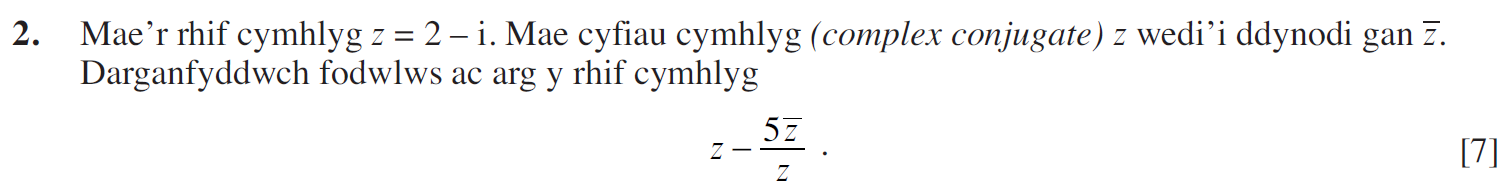 2. Mae'r rhif cymhlyg z = 2 – i. Mae cyfiau cymhlyg (complex conjugate) z wedi'i ddynodi gan z̅.
Darganfyddwch fodwlws ac arg y rhif cymhlyg
z − 5z̅/z .
[7]